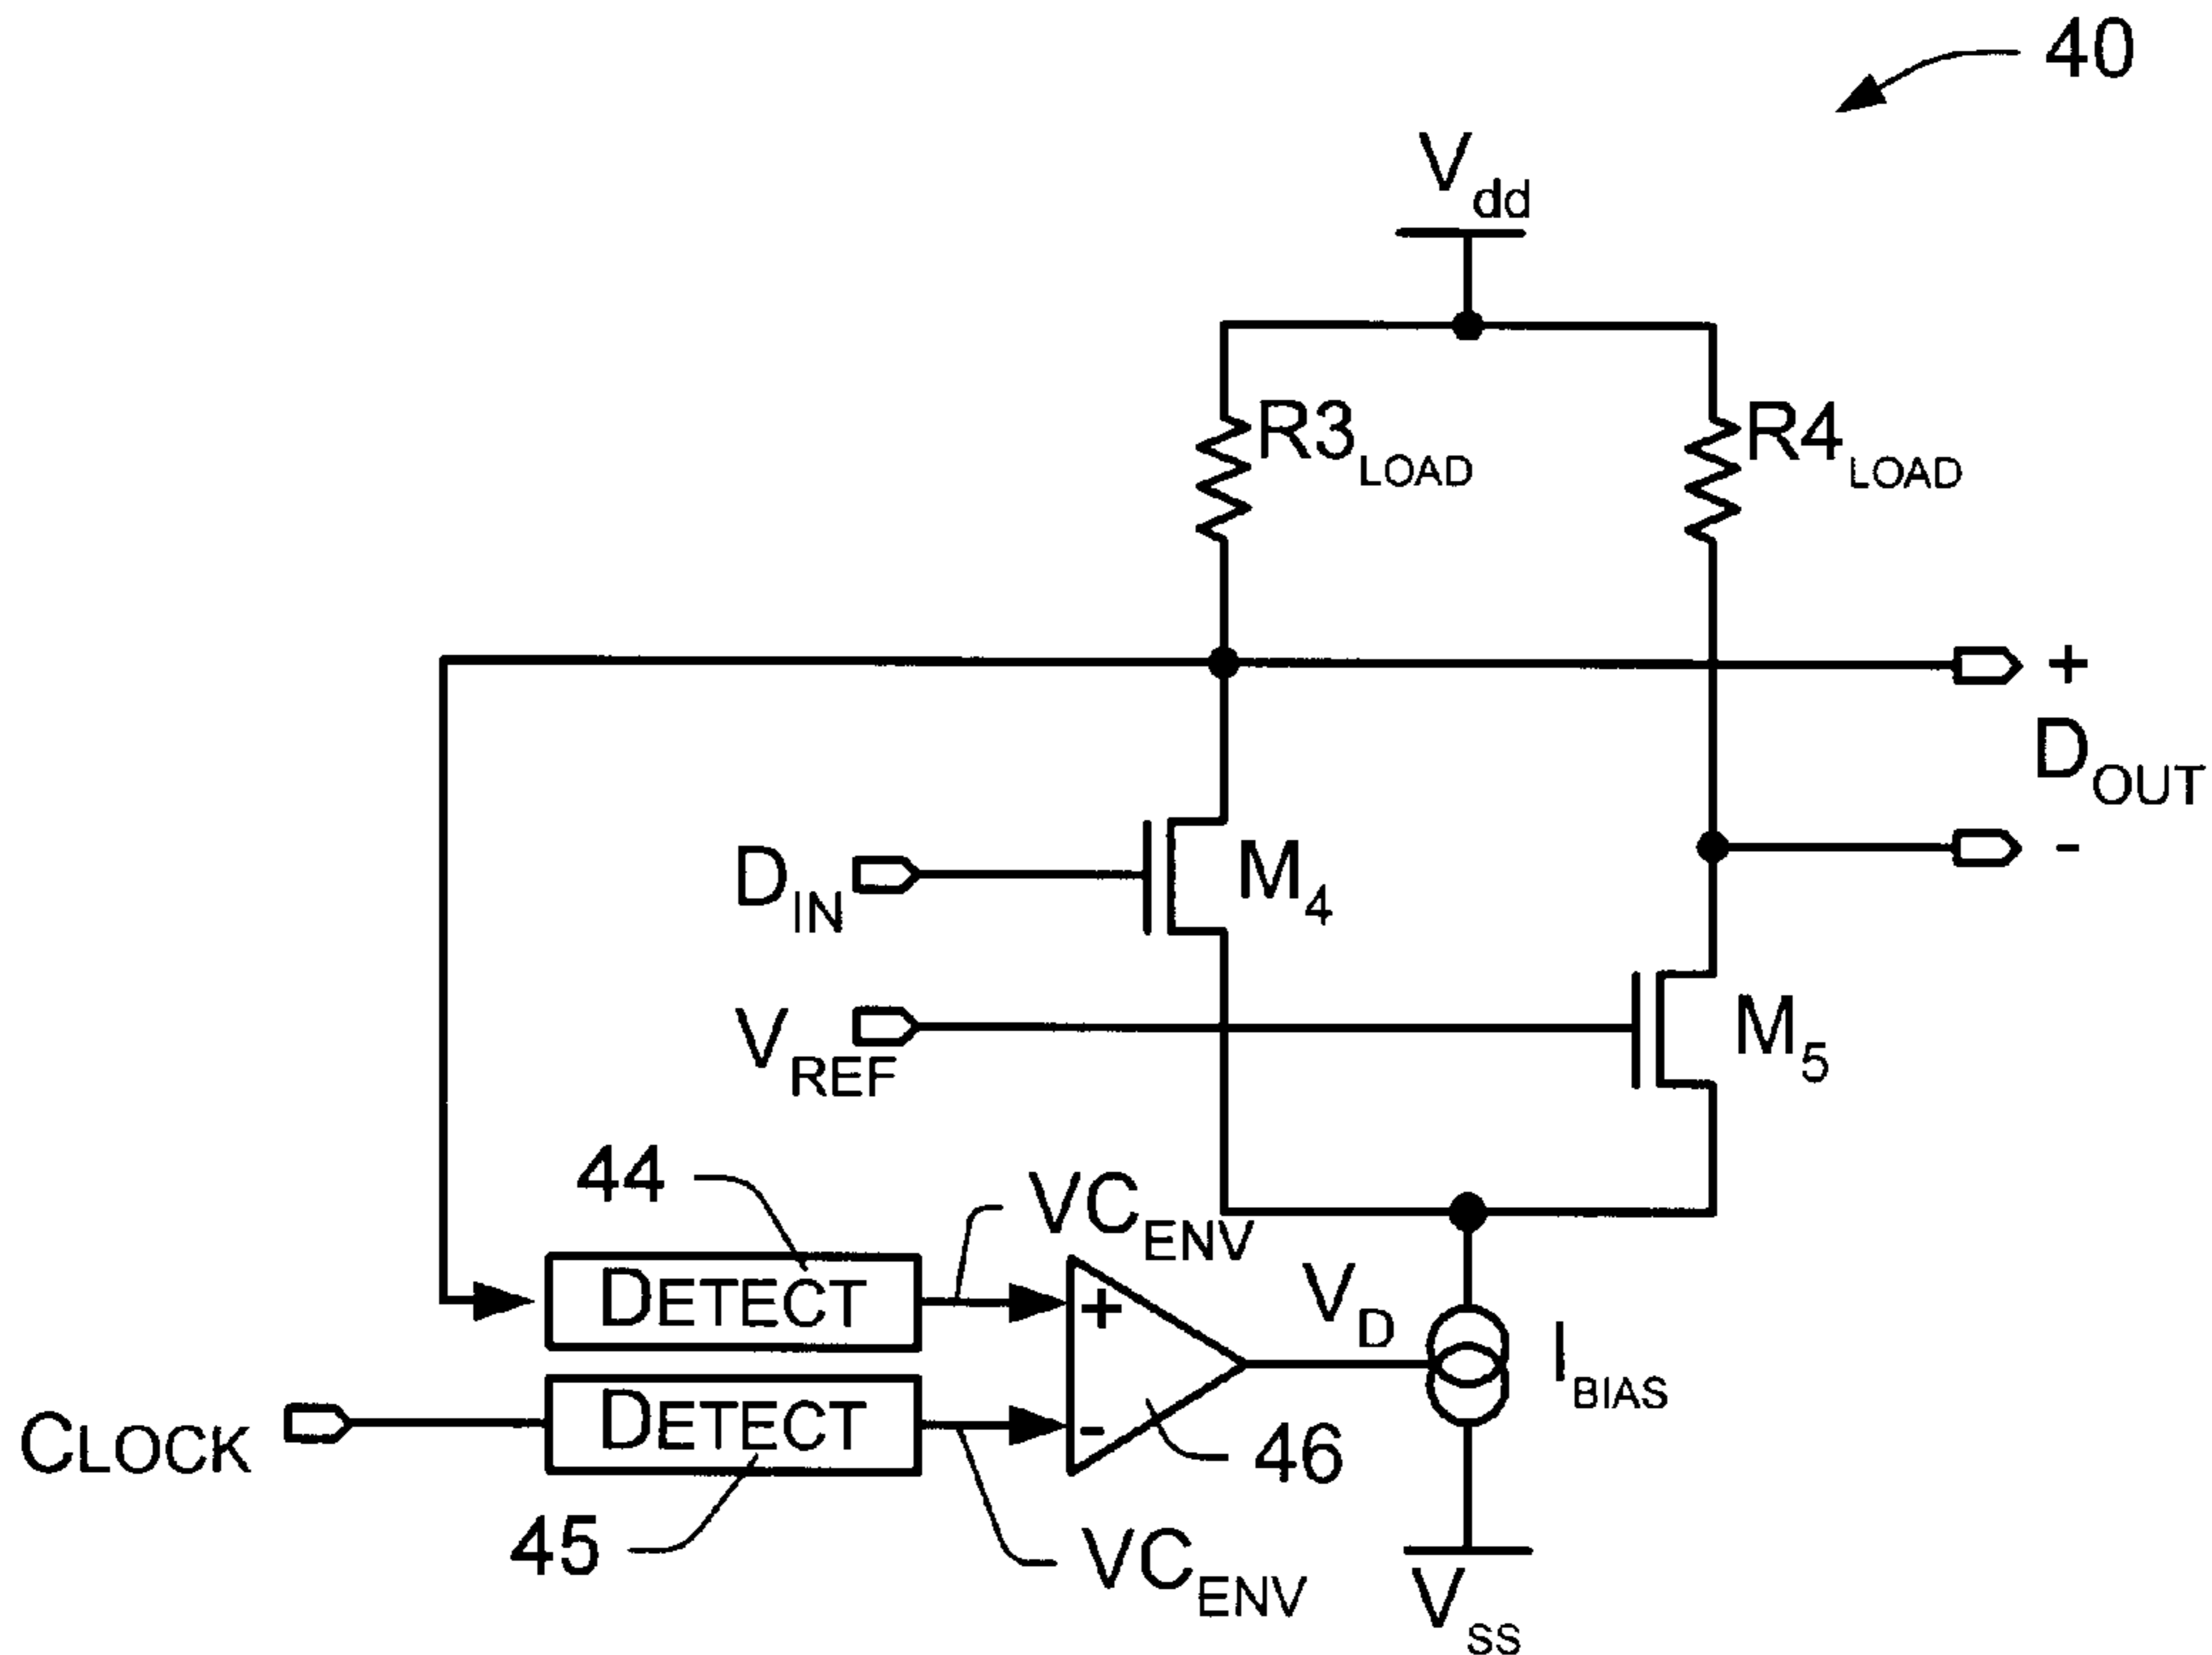 40
Vdd
R3LOAD
R4LOAD
+
DOUT
-
DIN
M4
VREF
M5
44
VCENV
DETECT
+
VD
IBIAS
CLOCK
DETECT
-
46
45
VCENV
VSS